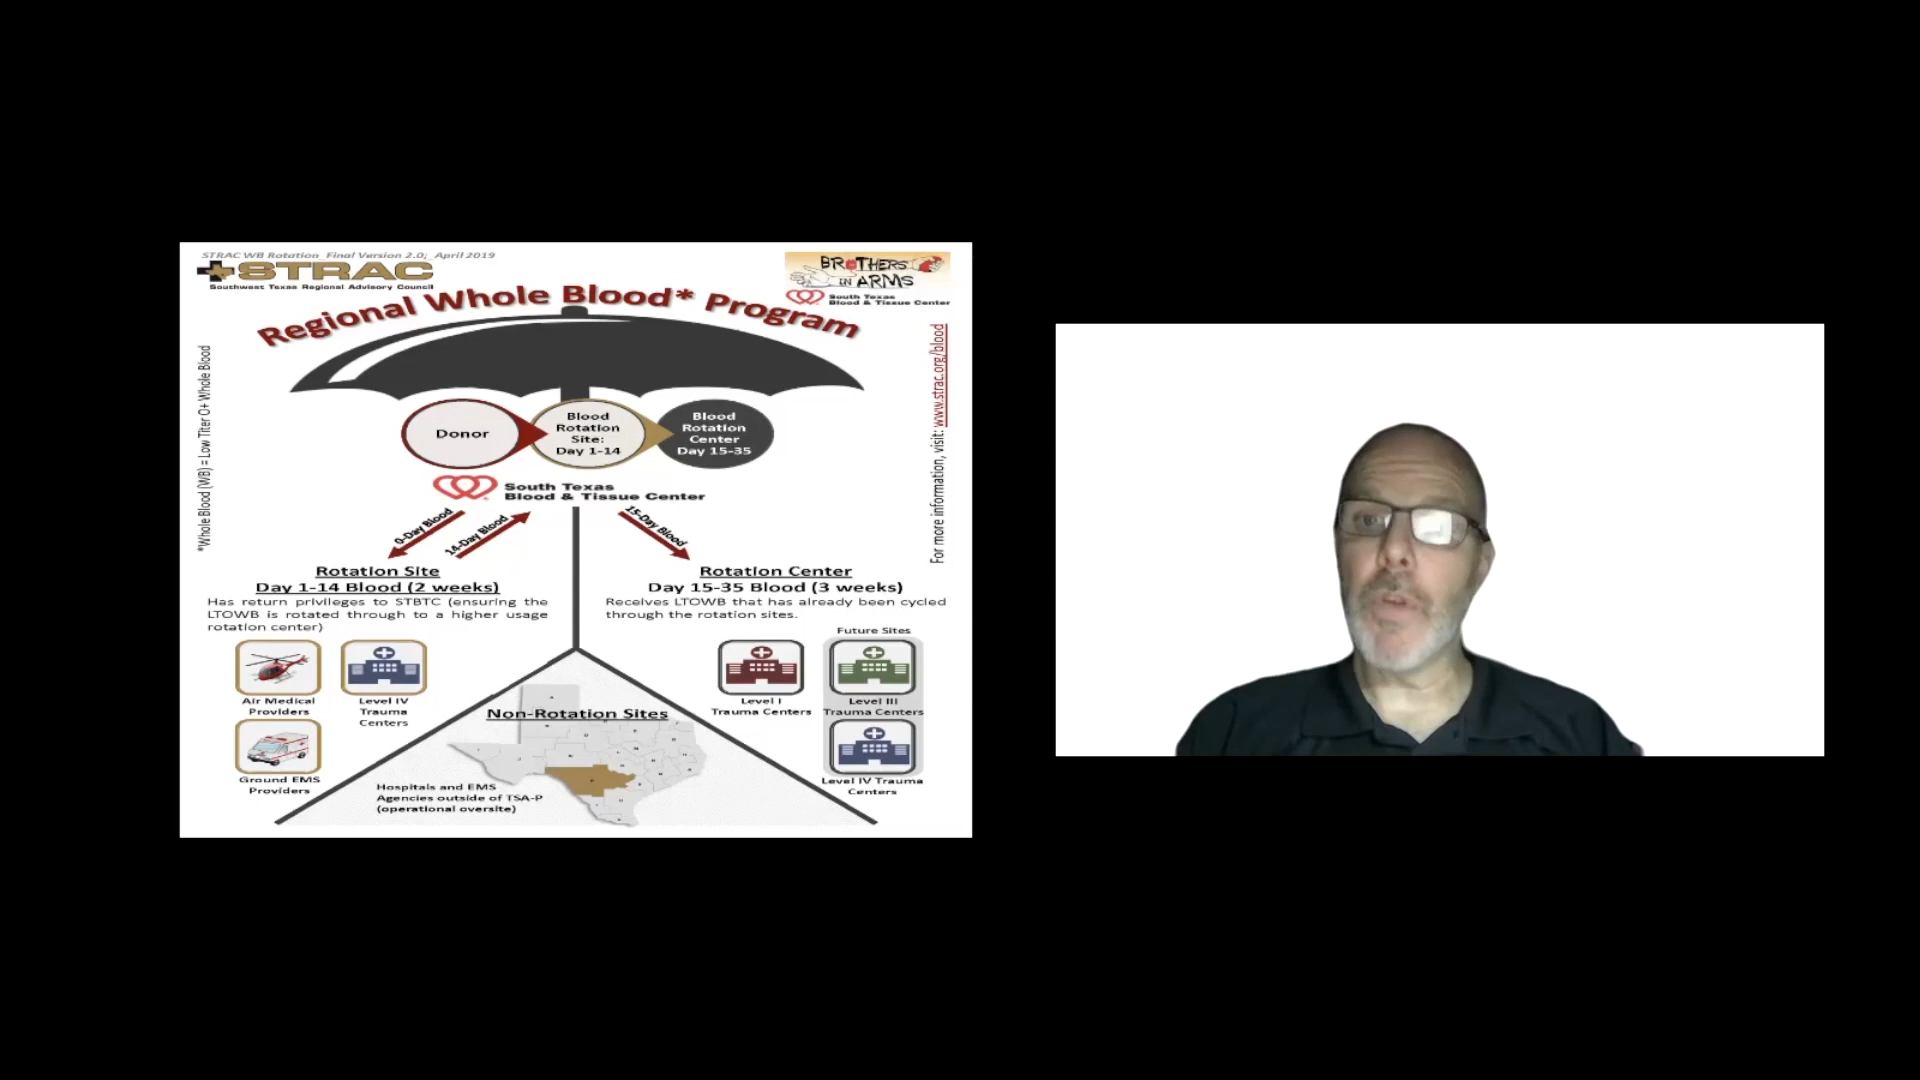 STRAC WB Rotation_Final Version 2.0;_April 2019
STRAC
Southwest Texas Regional Advisory Council
BROTHERS
IN ARMS
South Texas
Blood & Tissue Center
Regional Whole Blood* Program
*Whole Blood (WB) = Low Titer O+ Whole Blood
For more information, visit: www.strac.org/blood
Donor
Blood
Rotation
Site:
Day 1-14
Blood
Rotation
Center
Day 15-35
South Texas
Blood & Tissue Center
0-Day Blood
14-Day Blood
15-Day Blood
Rotation Site
Day 1-14 Blood (2 weeks)
Has return privileges to STBTC (ensuring the
LTOWB is rotated through to a higher usage
rotation center)
Air Medical
Providers
Level IV
Trauma
Centers
Ground EMS
Providers
Rotation Center
Day 15-35 Blood (3 weeks)
Receives LTOWB that has already been cycled
through the rotation sites.
Future Sites
Level I
Trauma Centers
Level III
Trauma Centers
Level IV Trauma
Centers
Non-Rotation Sites
Hospitals and EMS
Agencies outside of TSA-P
(operational oversite)